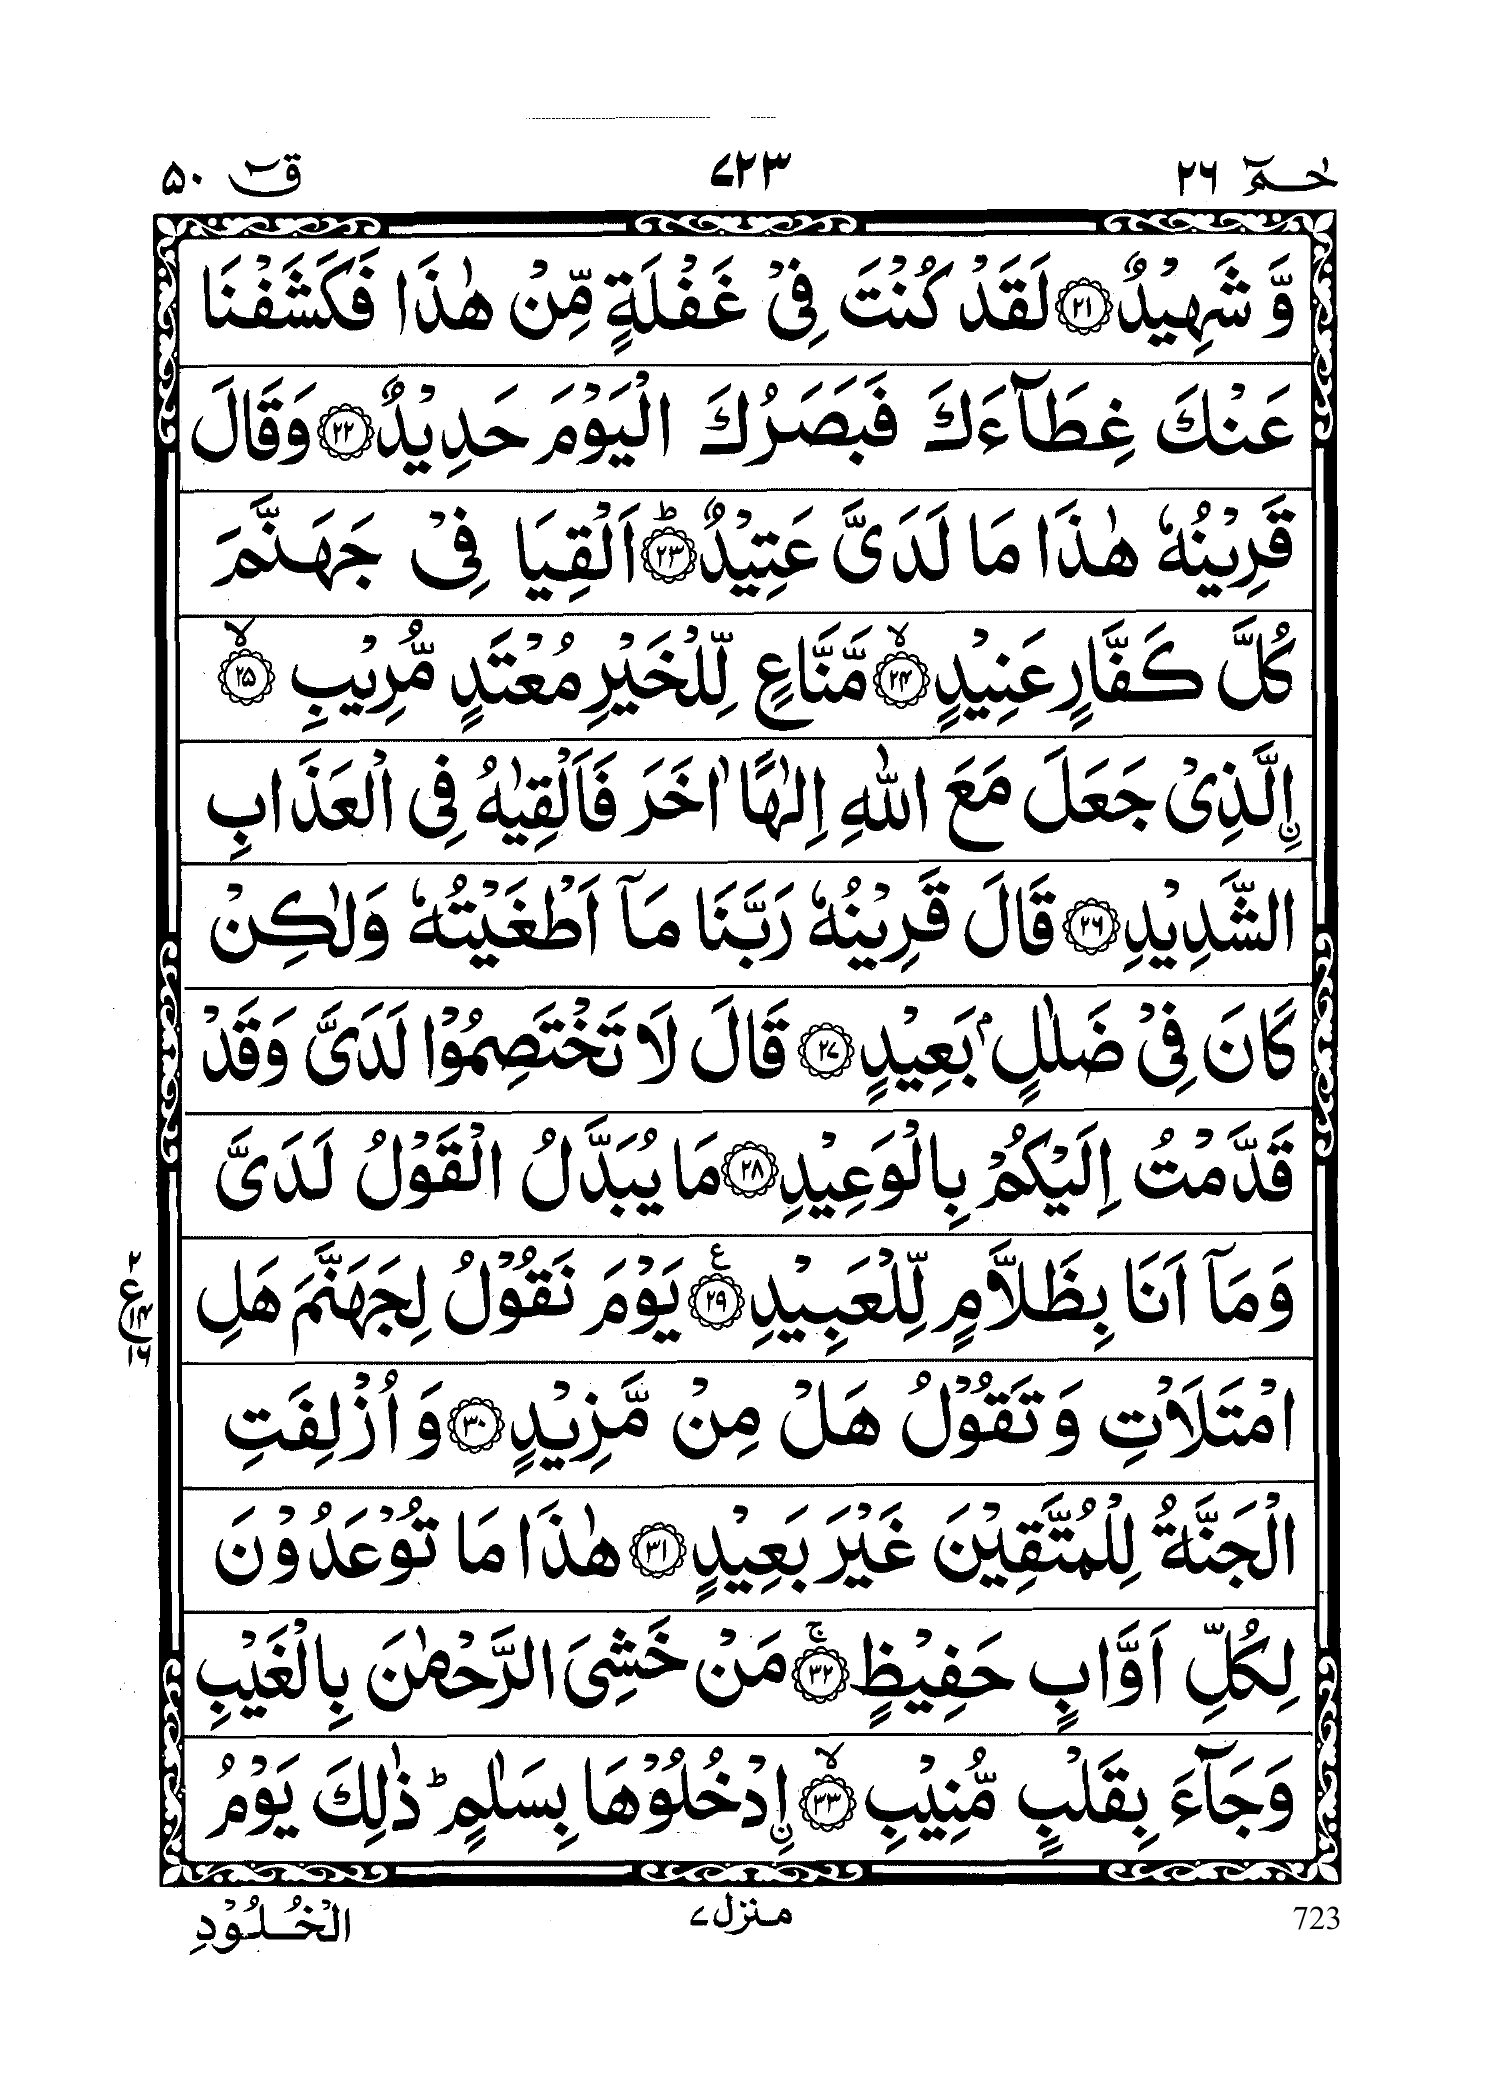 حٰـمٓ ٢٦ ٧٢٣ قٓ ٥٠
وَّ شَهِيْدٌ ﴿٢١﴾ لَقَدْ كُنْتَ فِيْ غَفْلَةٍ مِّنْ هٰذَا فَكَشَفْنَا
عَنْكَ غِطَآءَكَ فَبَصَرُكَ الْيَوْمَ حَدِيْدٌ ﴿٢٢﴾ وَقَالَ
قَرِيْنُهٗ هٰذَا مَا لَدَىَّ عَتِيْدٌ ؕ﴿٢٣﴾ اَلْقِيَا فِيْ جَهَنَّمَ
كُلَّ كَفَّارٍ عَنِيْدٍ ۙ﴿٢٤﴾ مَّنَّاعٍ لِّلْخَيْرِ مُعْتَدٍ مُّرِيْبِ ۙ﴿٢٥﴾
اِ۟لَّذِيْ جَعَلَ مَعَ اللّٰهِ اِلٰهًا اٰخَرَ فَاَلْقِيٰهُ فِى الْعَذَابِ
الشَّدِيْدِ ﴿٢٦﴾ قَالَ قَرِيْنُهٗ رَبَّنَا مَآ اَطْغَيْتُهٗ وَلٰكِنْ
كَانَ فِيْ ضَلٰلٍۭ بَعِيْدٍ ﴿٢٧﴾ قَالَ لَا تَخْتَصِمُوْا لَدَىَّ وَقَدْ
قَدَّمْتُ اِلَيْكُمْ بِالْوَعِيْدِ ﴿٢٨﴾ مَا يُبَدَّلُ الْقَوْلُ لَدَىَّ
وَمَآ اَنَا بِظَلَّامٍ لِّلْعَبِيْدِ ع﴿٢٩﴾ يَوْمَ نَقُوْلُ لِجَهَنَّمَ هَلِ
٢ ع ١٤ ١٦
امْتَلَاْتِ وَ تَقُوْلُ هَلْ مِنْ مَّزِيْدٍ ﴿٣٠﴾ وَ اُزْلِفَتِ
الْجَنَّةُ لِلْمُتَّقِيْنَ غَيْرَ بَعِيْدٍ ﴿٣١﴾ هٰذَا مَا تُوْعَدُوْنَ
لِكُلِّ اَوَّابٍ حَفِيْظٍ ۚ﴿٣٢﴾ مَنْ خَشِىَ الرَّحْمٰنَ بِالْغَيْبِ
وَجَآءَ بِقَلْبٍ مُّنِيْبِ ۙ﴿٣٣﴾ اِ۟دْخُلُوْهَا بِسَلٰمٍ ؕ ذٰلِكَ يَوْمُ
723 منزل ٧ الْخُلُوْدِ